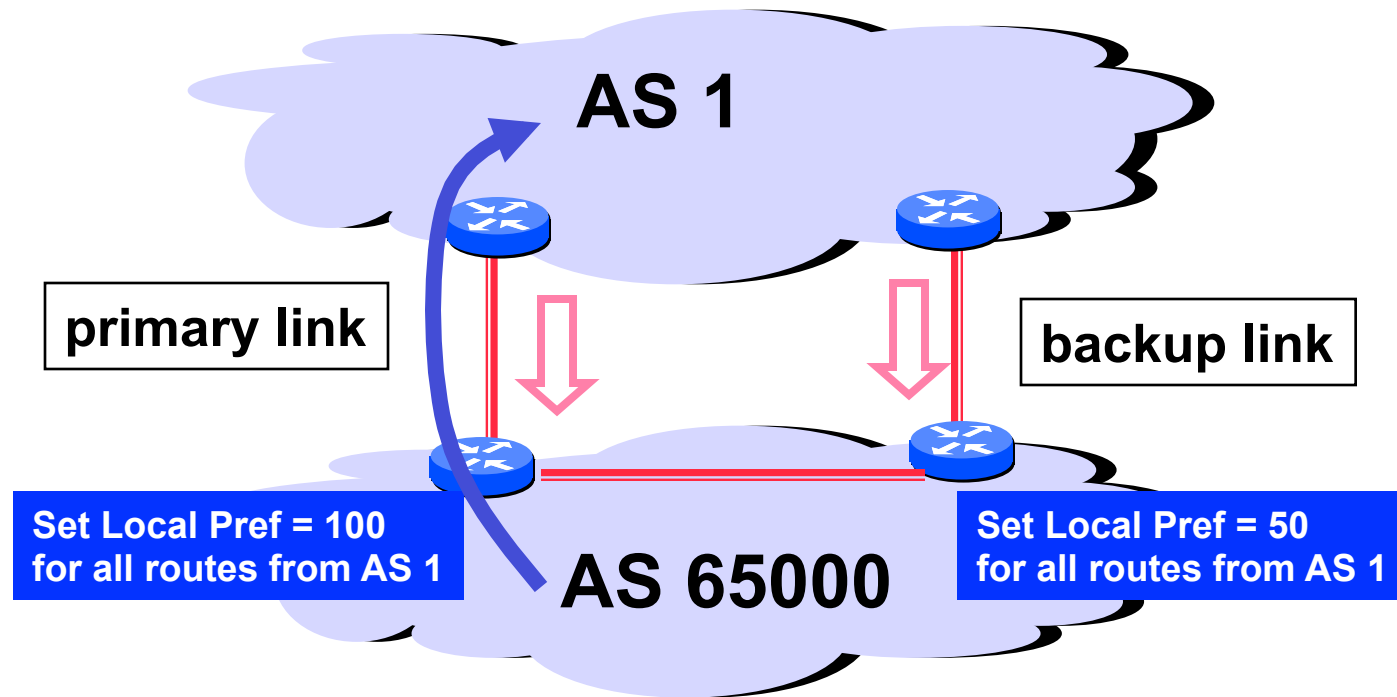 AS 1
primary link
backup link
Set Local Pref = 100
for all routes from AS 1
Set Local Pref = 50
for all routes from AS 1
AS 65000